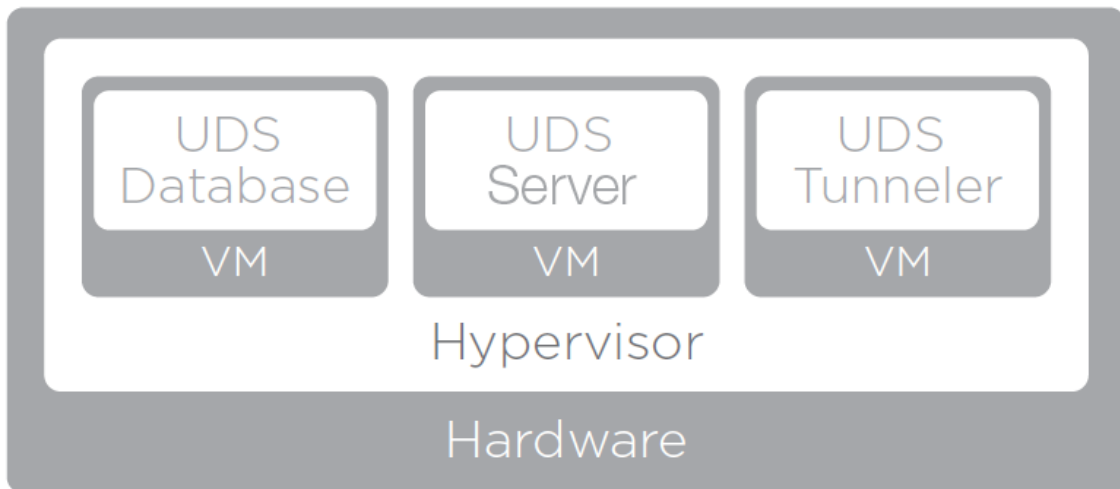 UDS
Database
VM
UDS
Server
VM
UDS
Tunneler
VM
Hypervisor
Hardware